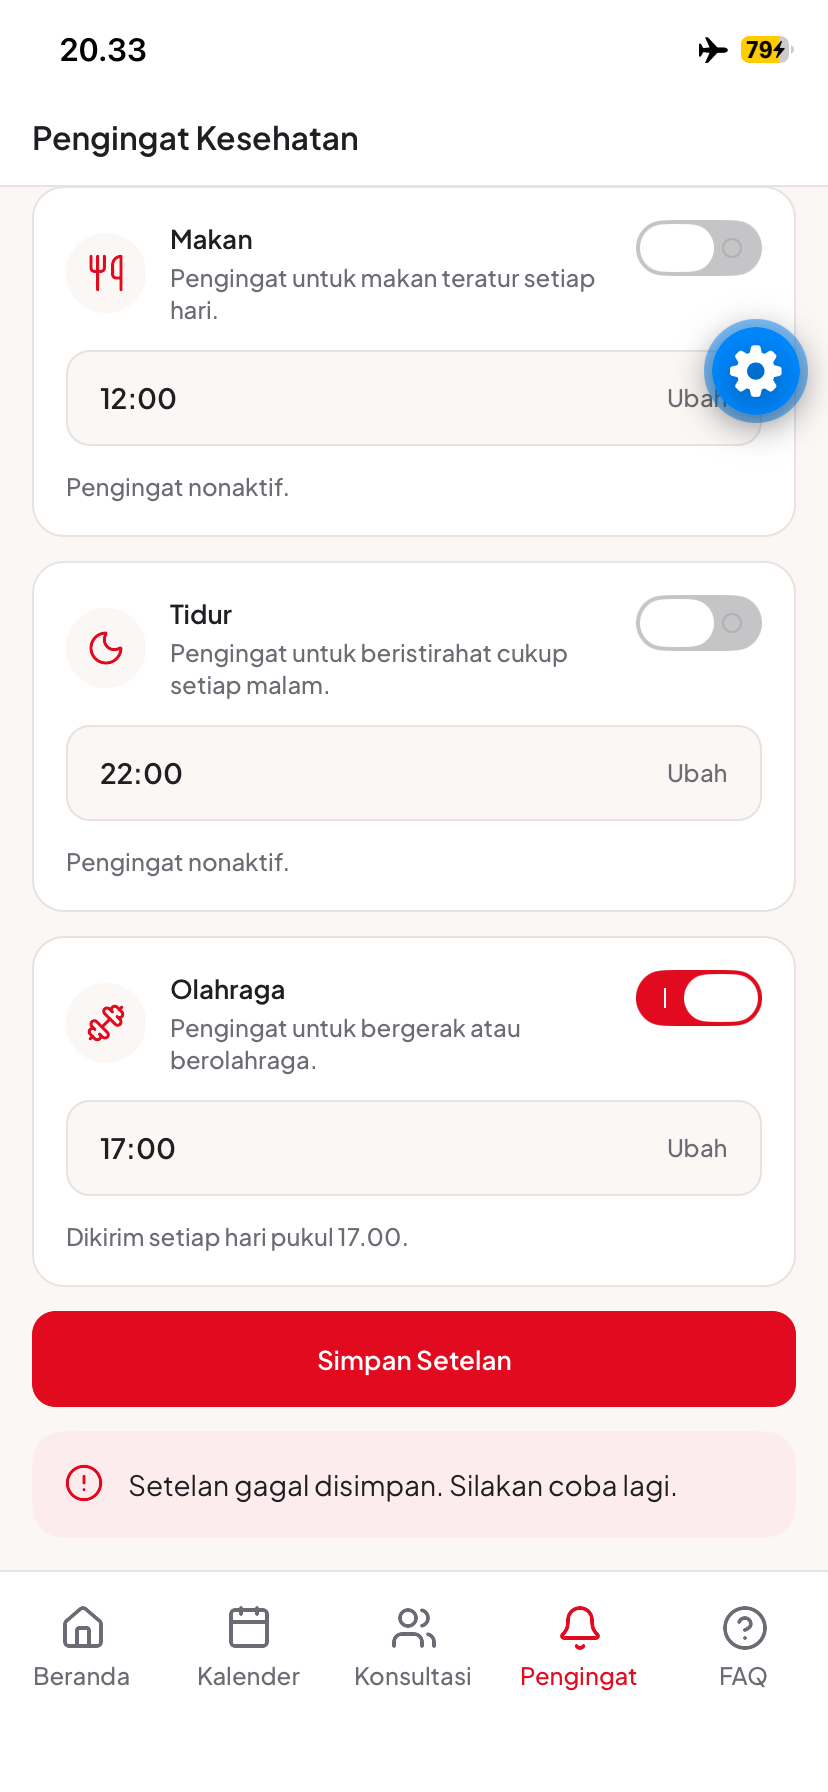 20.33
79
Pengingat Kesehatan
Makan
Pengingat untuk makan teratur setiap
hari.
12:00
Ubah
Pengingat nonaktif.
Tidur
Pengingat untuk beristirahat cukup
setiap malam.
22:00
Ubah
Pengingat nonaktif.
Olahraga
Pengingat untuk bergerak atau
berolahraga.
17:00
Ubah
Dikirim setiap hari pukul 17.00.
Simpan Setelan
Setelan gagal disimpan. Silakan coba lagi.
Beranda
Kalender
Konsultasi
Pengingat
FAQ